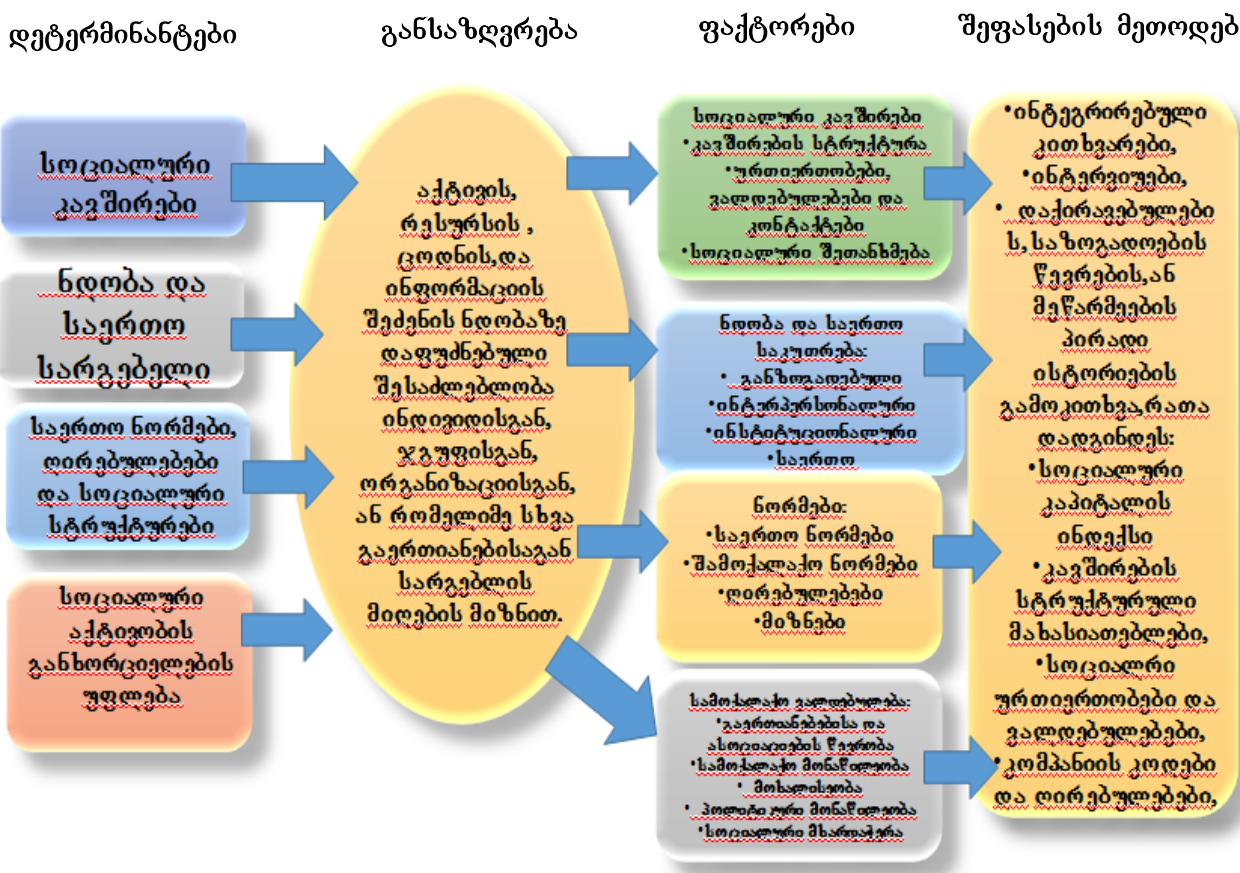 დეტერმინანტები
განსაზღვრება
ფაქტორები
შეფასების მეთოდებ
სოციალური
კავშირები
ნდობა და
საერთო
სარგებელი
საერთო ნორმები,
ღირებულებები
და სოციალური
სტრუქტურები
სოციალური
აქტივობის
განხორციელების
უფლება
აქტივის,
რესურსის ,
ცოდნის,და
ინფორმაციის
შეძენის ნდობაზე
დაფუძნებული
შესაძლებლობა
ინდივიდისგან,
ჯგუფისგან,
ორგანიზაციისგან,
ან რომელიმე სხვა
გაერთიანებისაგან
სარგებლის
მიღების მიზნით.
სოციალური კავშირები
•კავშირების სტრუქტურა
•ურთიერთობები,
ვალდებულებები და
კონტაქტები
•სოციალური შეთანხმება
ნდობა და საერთო
საკუთრება:
• განზოგადებული
•ინტერპერსონალური
•ინსტიტუციონალური
•საერთო
ნორმები:
•საერთო ნორმები
•შამოქალაქო ნორმები
•ღირებულებები
•მიზნები
სამოქალაქო ვალდებულება:
•გაერთიანებებისა და
ასოციაციების წევრობა
•სამოქალაქო მონაწილეობა
• მოხალისეობა
• პოლიტიკური მონაწილეობა
•სოციალური მხარდაჭერა
•ინტეგრირებული
კითხვარები,
•ინტერვიუები,
• დაქირავებულები
ს,საზოგადოების
წევრების,ან
მეწარმეების
პირადი
ისტორიების
გამოკითხვა,რათა
დადგინდეს:
•სოციალური
კაპიტალის
ინდექსი
•კავშირების
სტრუქტურული
მახასიათებლები,
•სოციალრი
ურთიერთობები და
ვალდებულებები,
•კომპანიის კოდები
და ღირებულებები,